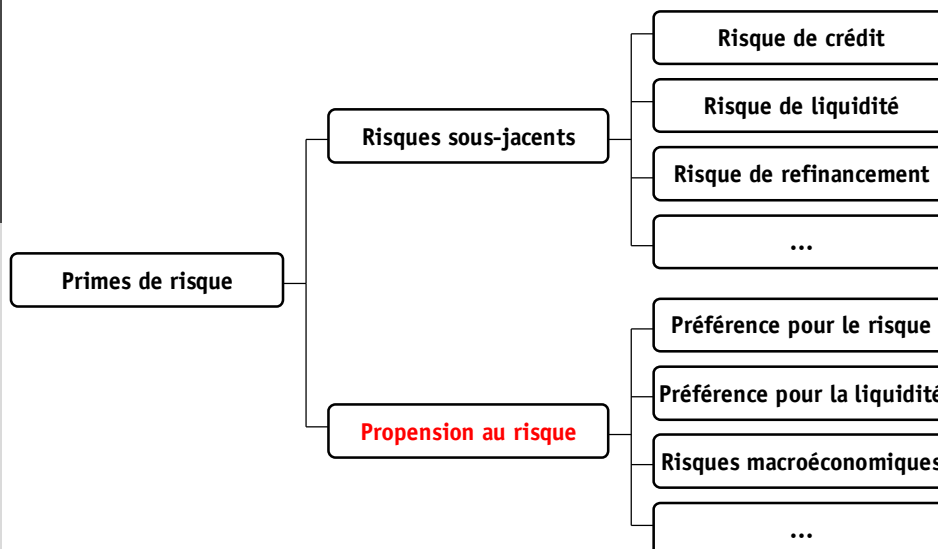 Primes de risque
Risques sous-jacents
Risque de crédit
Risque de liquidité
Risque de refinancement
...
Propension au risque
Préférence pour le risque
Préférence pour la liquidité
Risques macroéconomiques
...